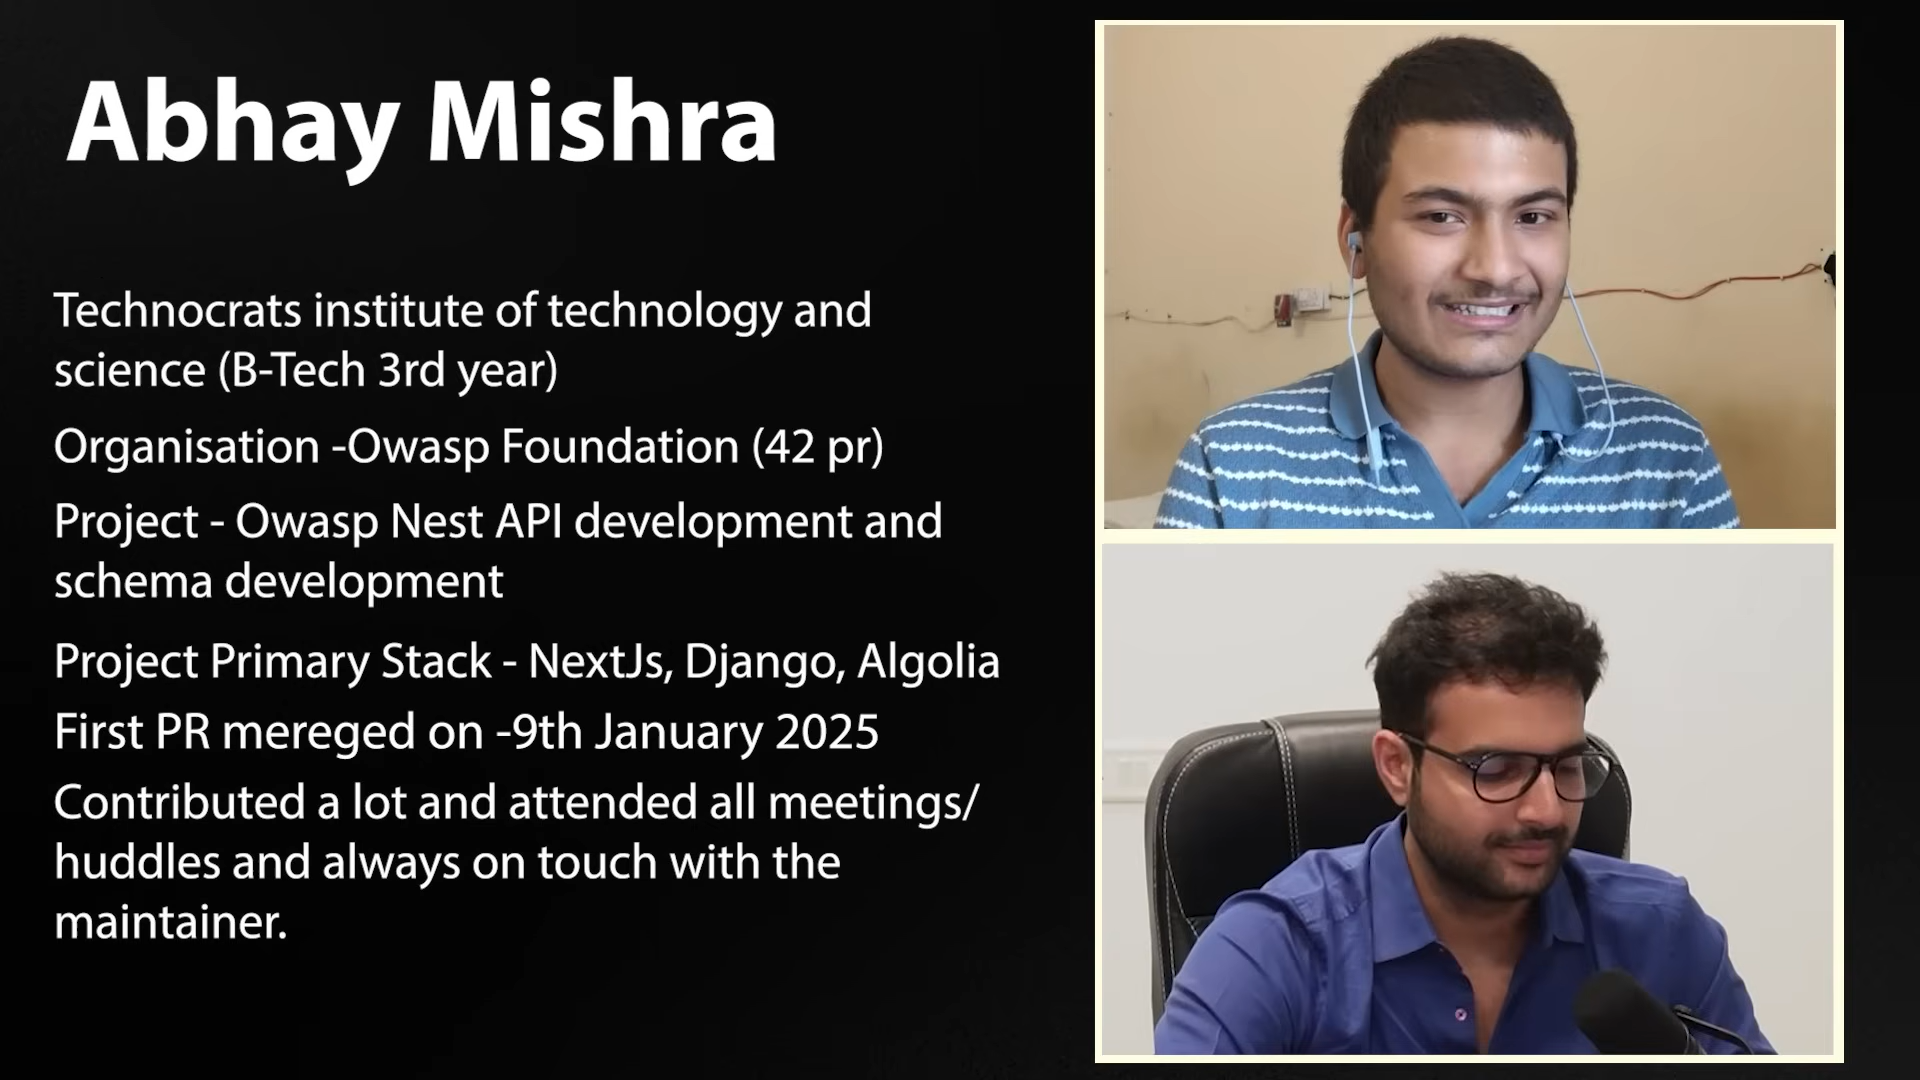 Abhay Mishra
Technocrats institute of technology and
science (B-Tech 3rd year)
Organisation -Owasp Foundation (42 pr)
Project - Owasp Nest API development and
schema development
Project Primary Stack - NextJs, Django, Algolia
First PR mereged on -9th January 2025
Contributed a lot and attended all meetings/
huddles and always on touch with the
maintainer.